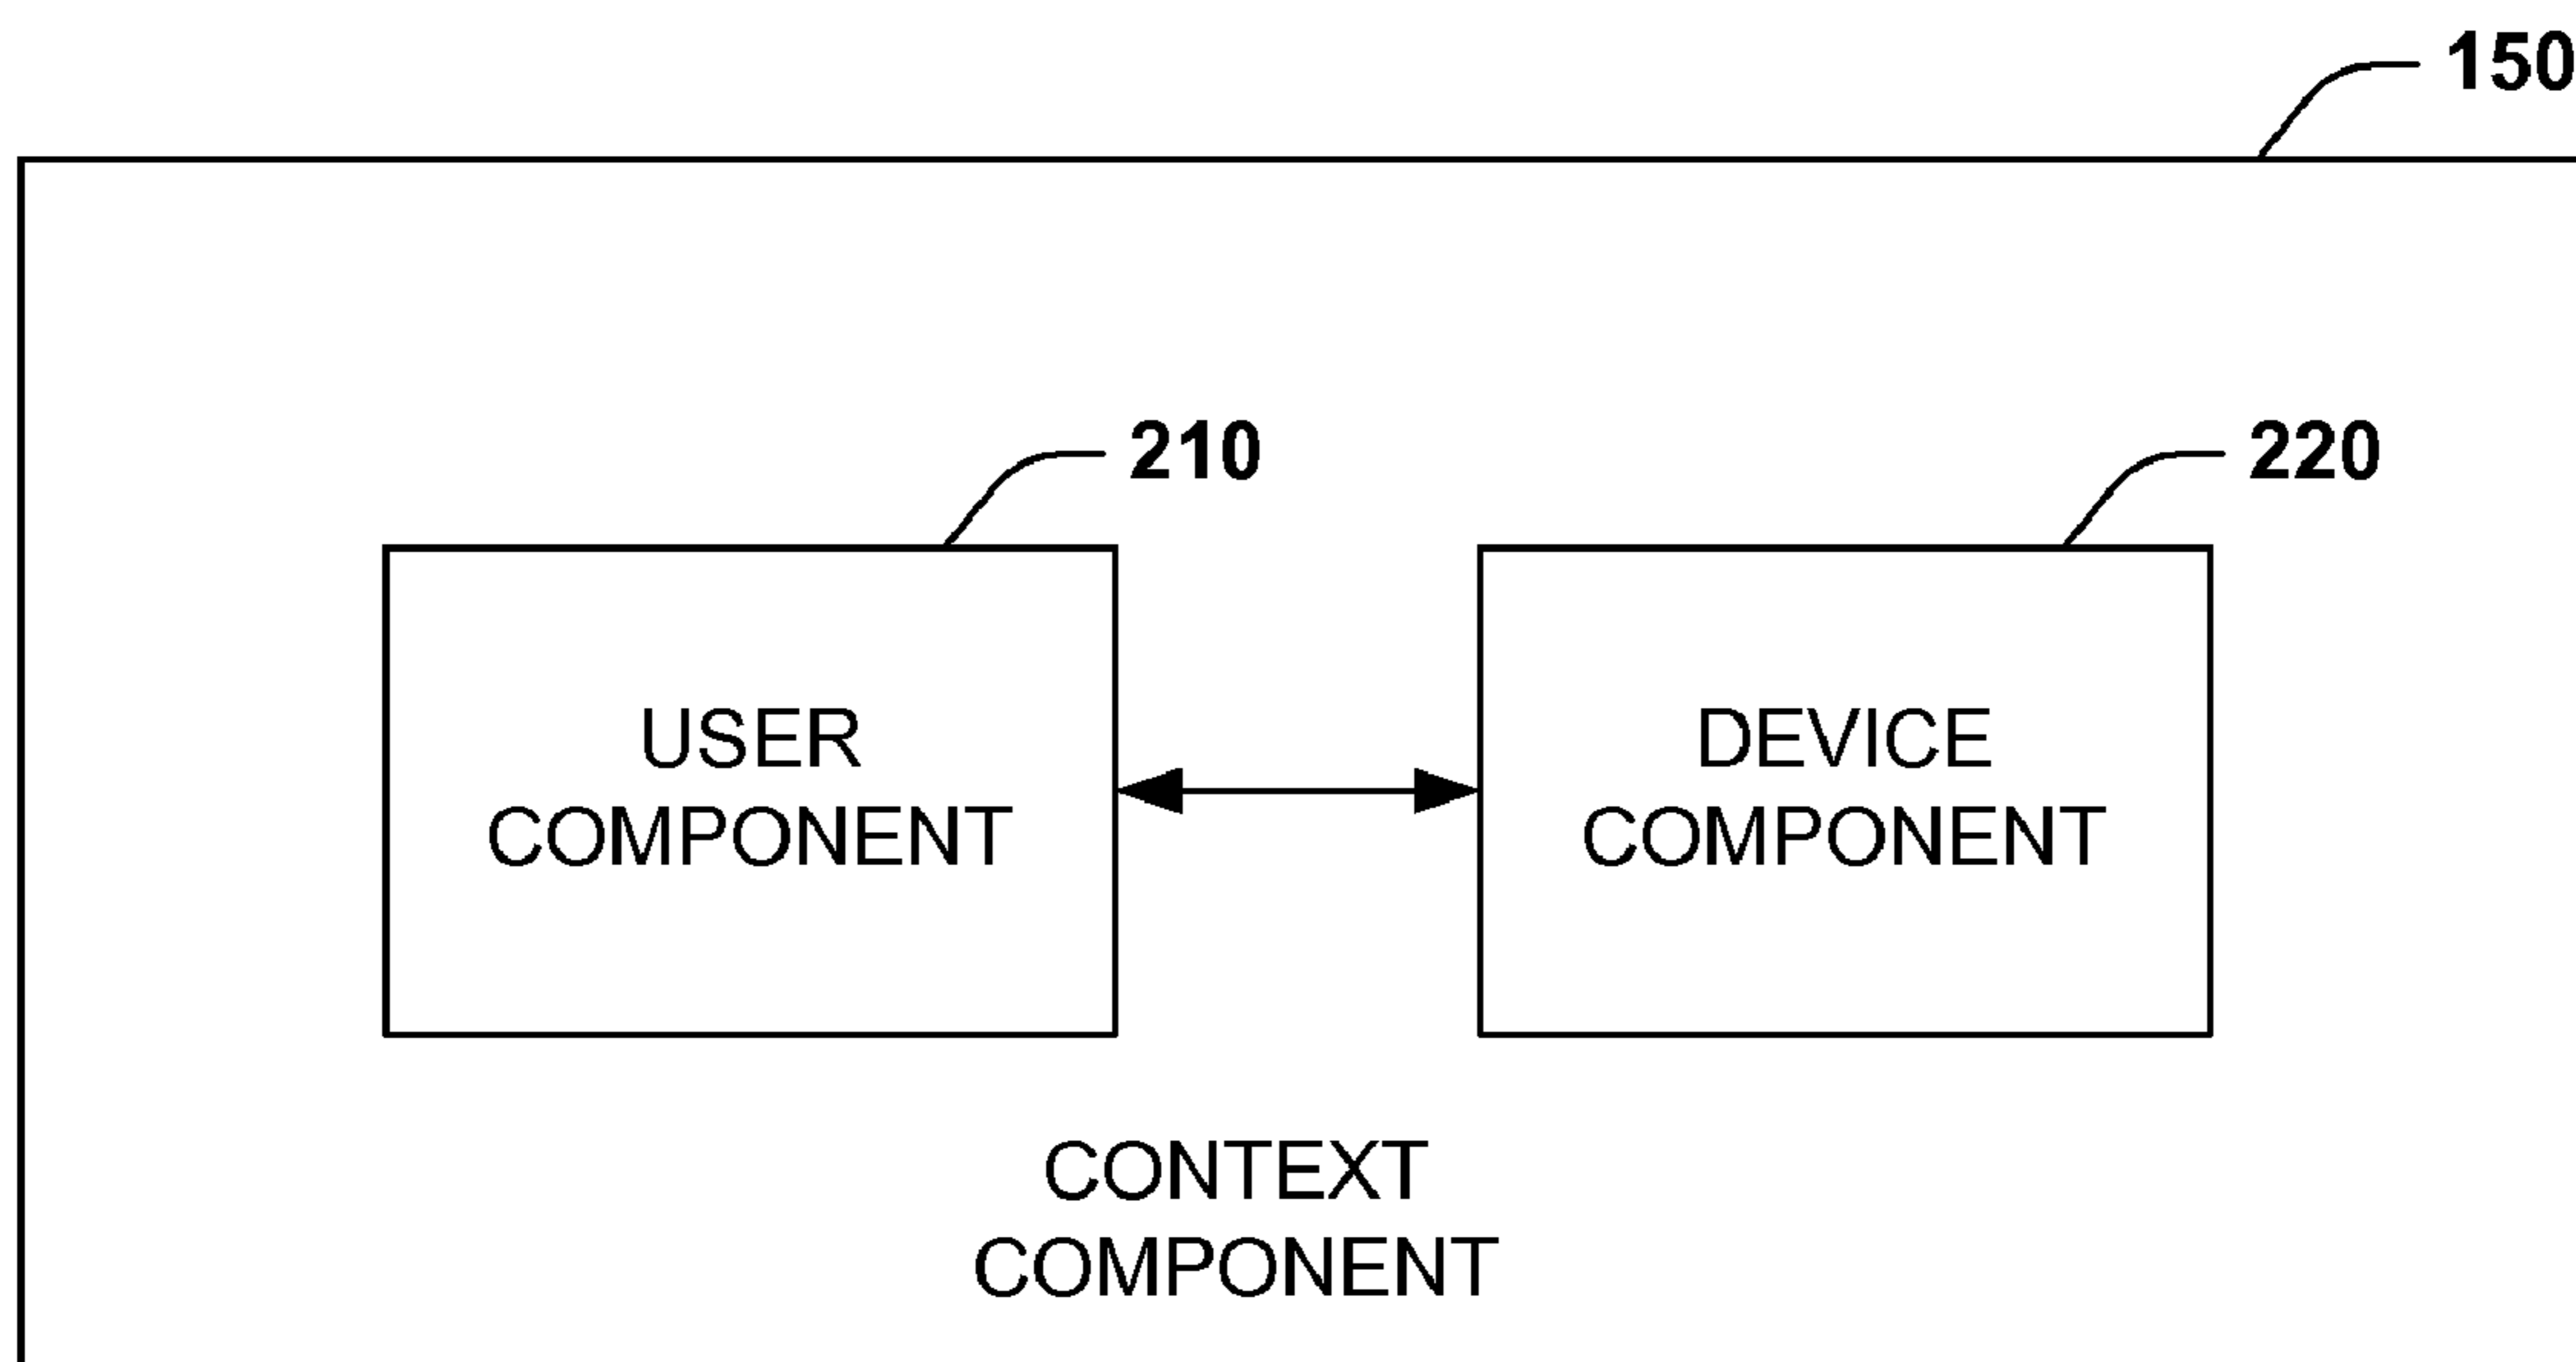 150
210
220
USER
COMPONENT
DEVICE
COMPONENT
CONTEXT
COMPONENT